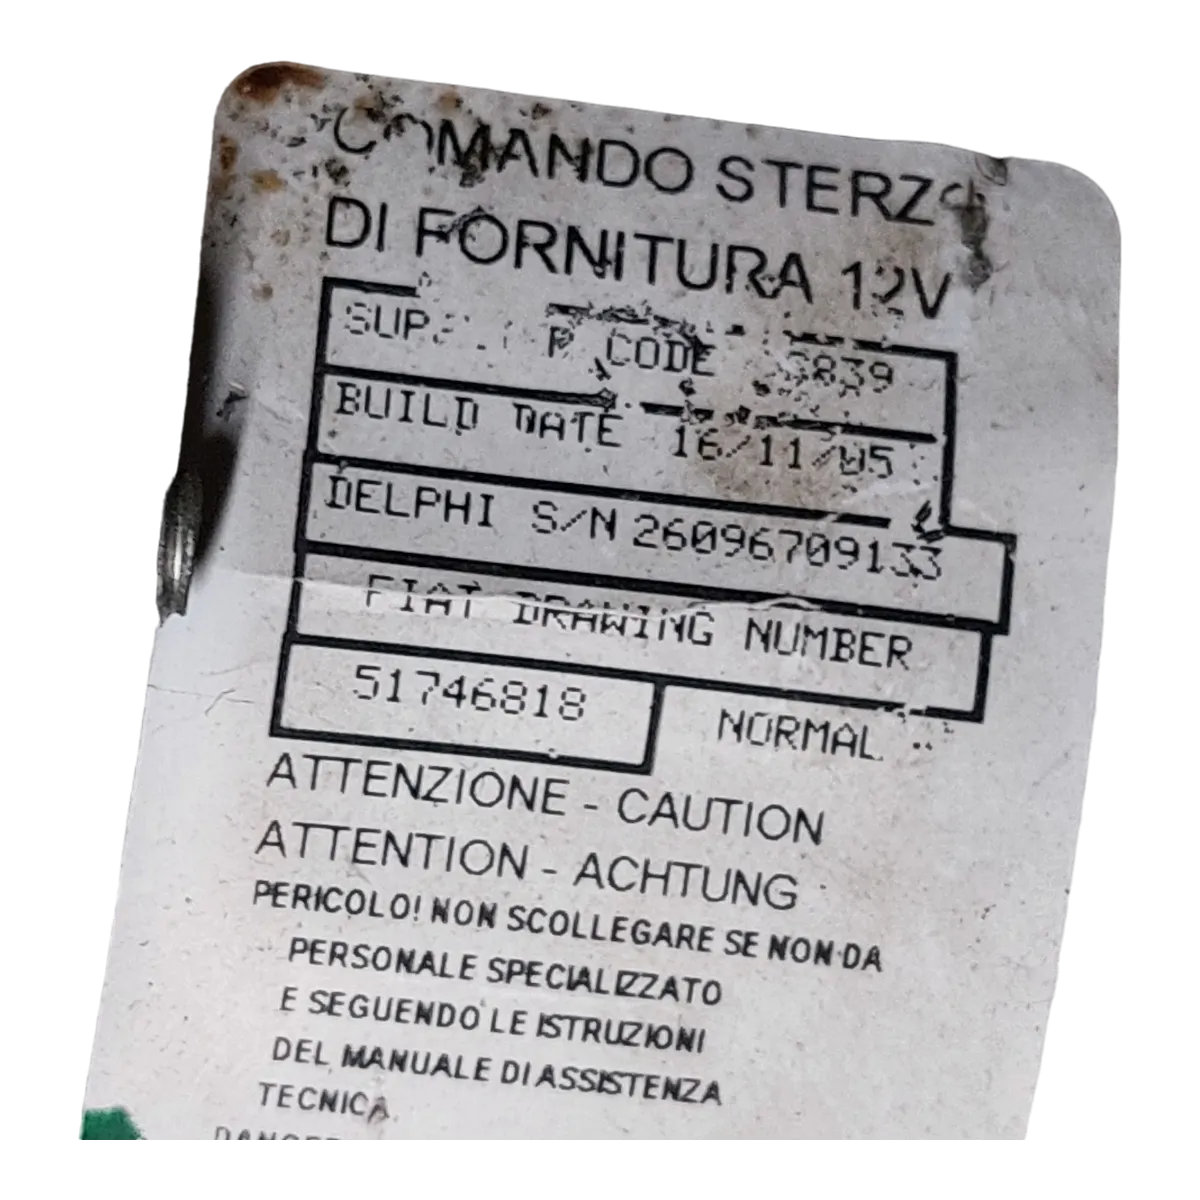 COMANDO STERZO
DI FORNITURA 12V
CODE
BUILD DATE 16/11/05
DELPHI S/N 26096709133
FIAT DRAWING NUMBER
51746818 NORMAL
ATTENZIONE - CAUTION
ATTENTION - ACHTUNG
PERICOLO! NON SCOLLEGARE SE NON DA
PERSONALE SPECIALIZZATO
E SEGUENDO LE ISTRUZIONI
DEL MANUALE DI ASSISTENZA
TECNICA